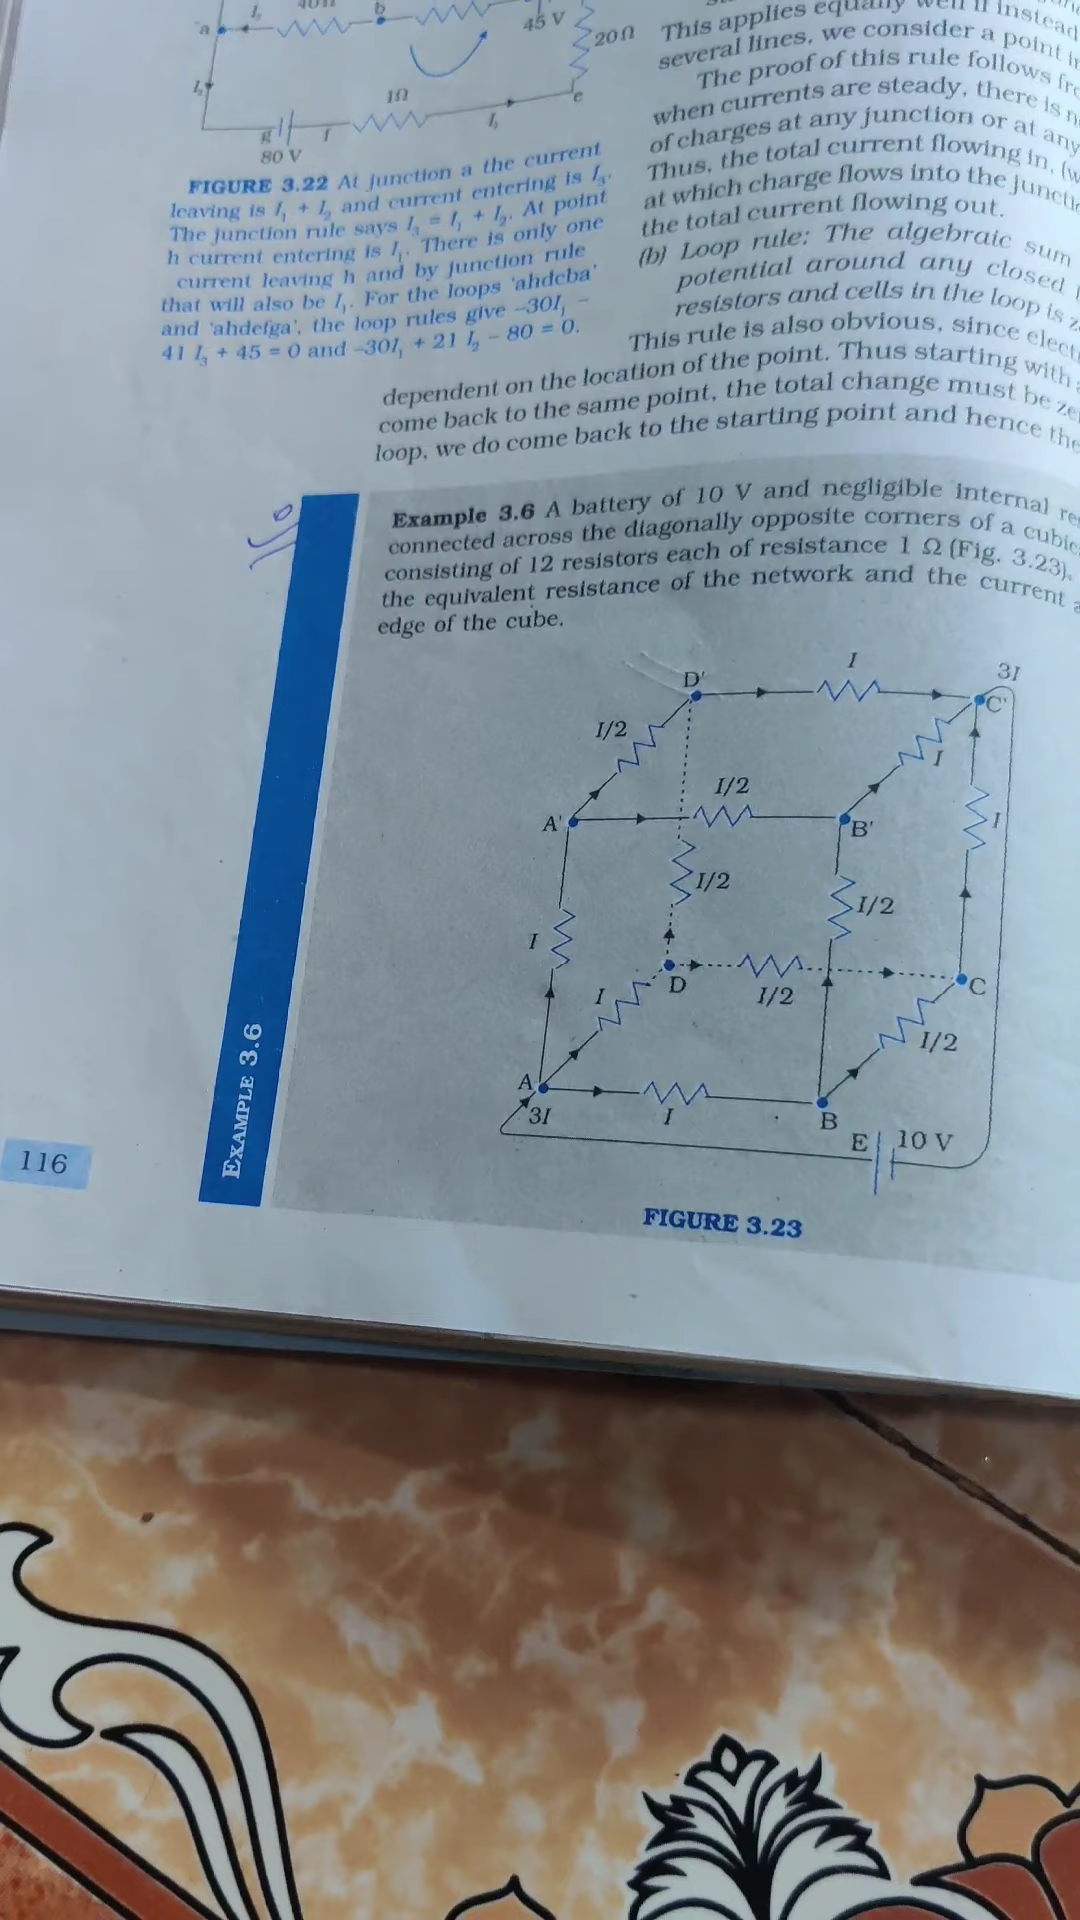 a
I₁
b
45 V
20Ω
I₃
1Ω
e
g
f
I₂
80 V
FIGURE 3.22 At junction a the current
leaving is I₁ + I₂ and current entering is I₃.
The junction rule says I₃ = I₁ + I₂. At point
h current entering is I₁. There is only one
current leaving h and by junction rule
that will also be I₁. For the loops 'ahdcba'
and 'ahdefga', the loop rules give –30I₁ –
41 I₃ + 45 = 0 and –30I₁ + 21 I₂ – 80 = 0.
This applies equally well if instead
several lines, we consider a point
The proof of this rule follows
when currents are steady, there is
of charges at any junction or at any
Thus, the total current flowing in,
at which charge flows into the
the total current flowing out.
(b) Loop rule: The algebraic sum
potential around any closed
resistors and cells in the loop is
This rule is also obvious, since
dependent on the location of the point. Thus starting with
come back to the same point, the total change must be
loop, we do come back to the starting point and hence
Example 3.6 A battery of 10 V and negligible internal
connected across the diagonally opposite corners of a
consisting of 12 resistors each of resistance 1 Ω (Fig. 3.23).
the equivalent resistance of the network and the current
edge of the cube.
D'
I
3I
C'
I/2
I
I/2
A'
B'
I
I/2
I/2
I
D
C
I
I/2
I/2
A
3I
I
B
E
10 V
EXAMPLE 3.6
116
FIGURE 3.23